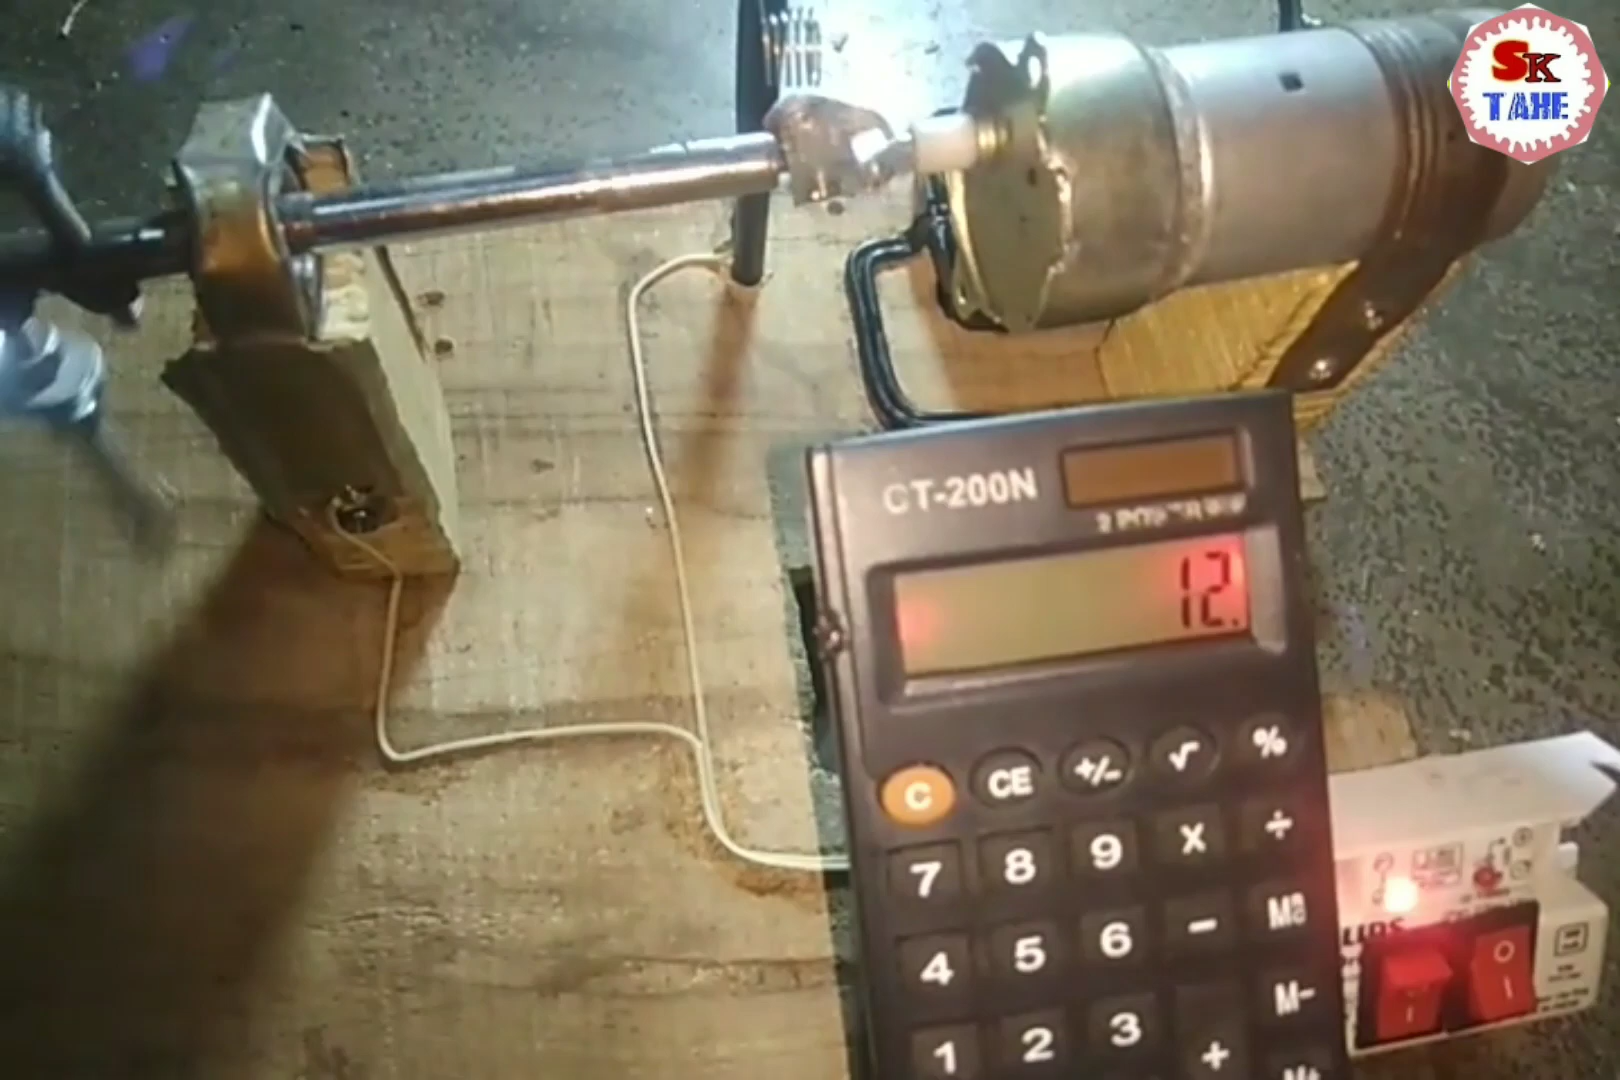 SK
TAHE
CT-200N
12.
C CE +/- √ %
7 8 9 X ÷
4 5 6 -
1 2 3 +
M-